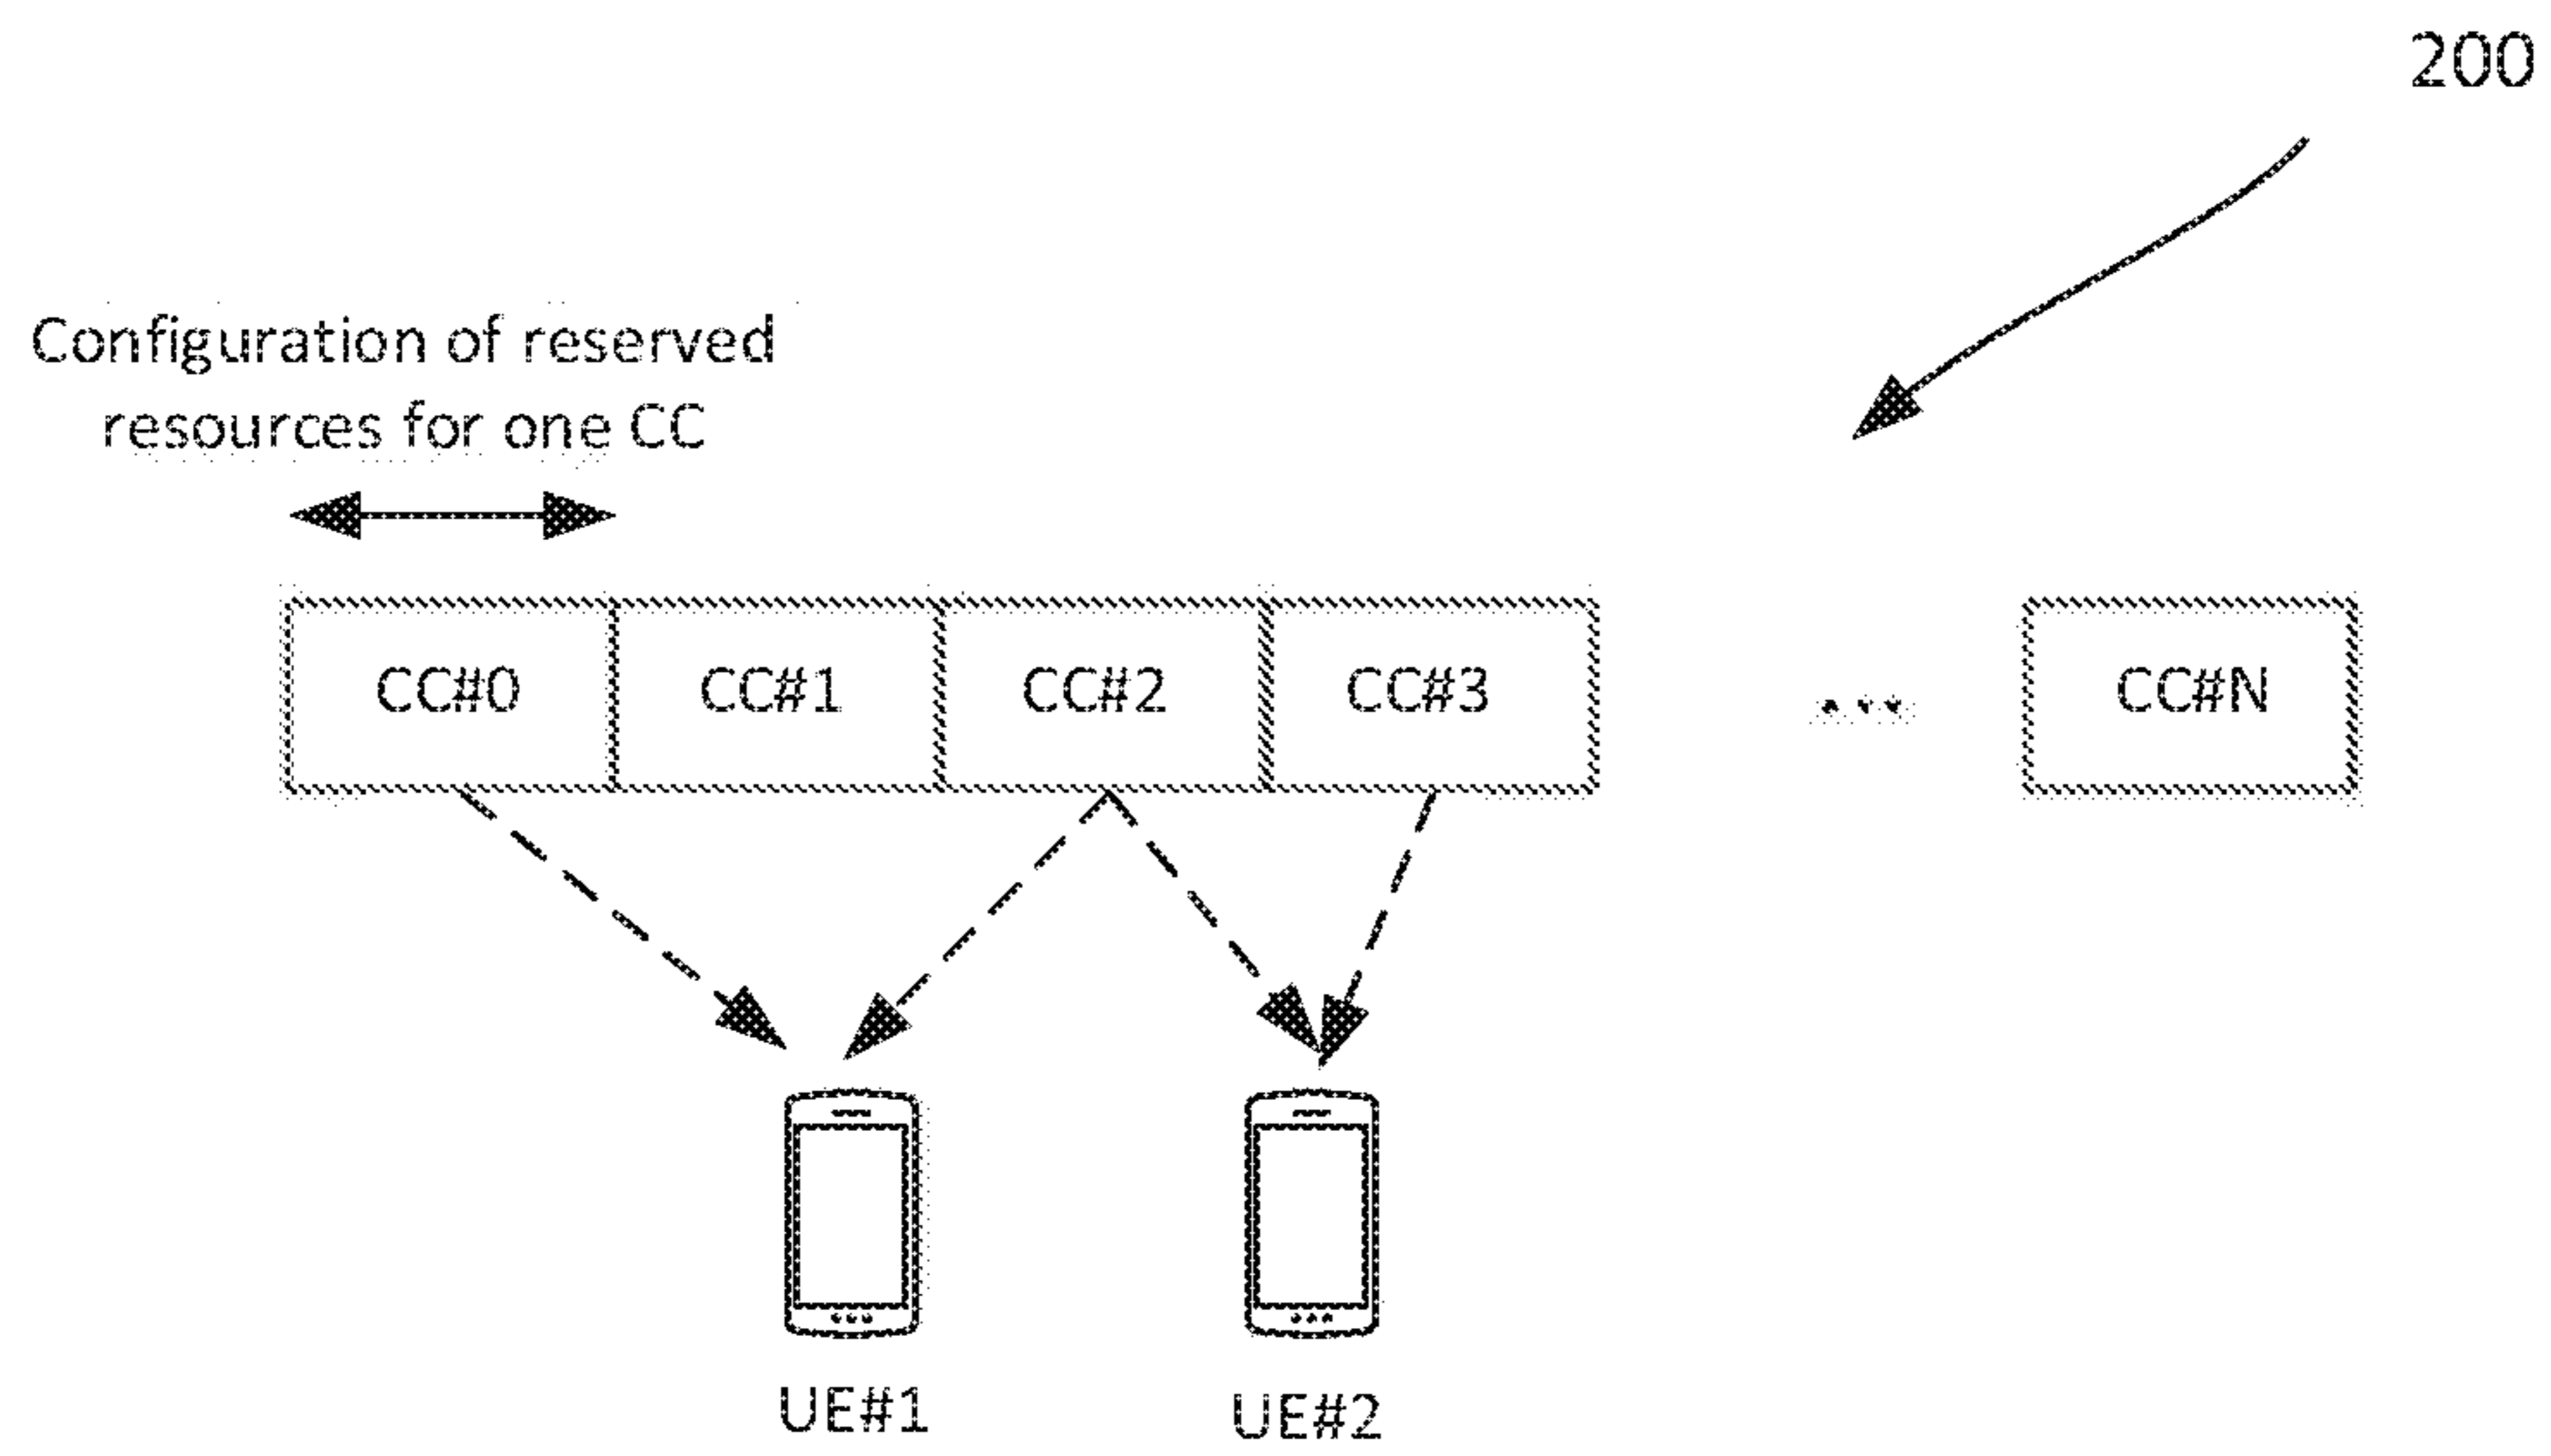 200
Configuration of reserved
resources for one CC
CC#0 CC#1 CC#2 CC#3 ... CC#N
UE#1 UE#2